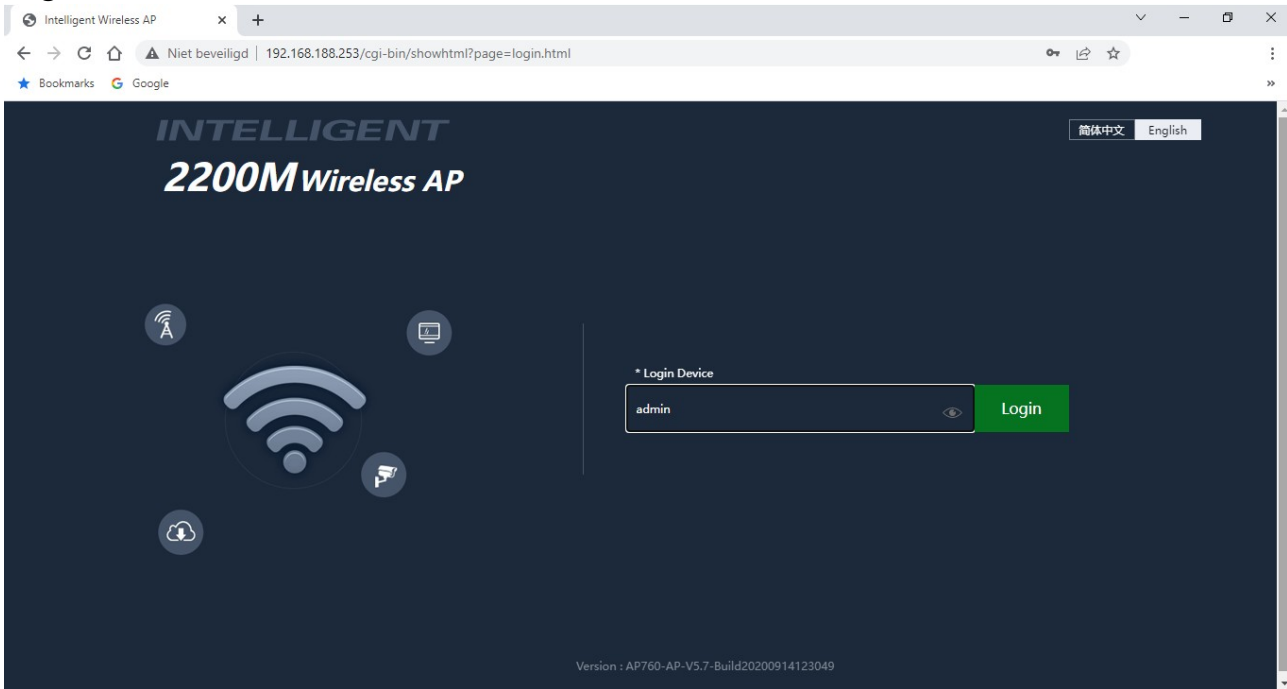 Intelligent Wireless AP
Niet beveiligd | 192.168.188.253/cgi-bin/showhtml?page=login.html
Bookmarks Google
INTELLIGENT
简体中文 English
2200M Wireless AP
* Login Device
admin
Login
Version : AP760-AP-V5.7-Build20200914123049